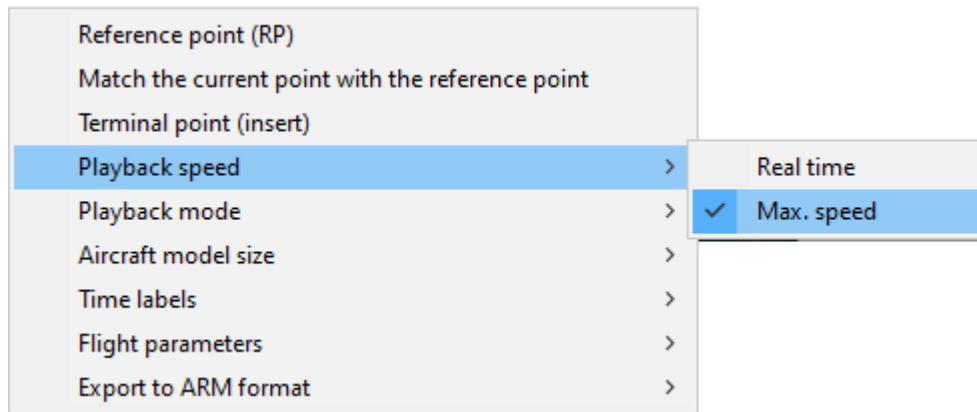 Reference point (RP)
Match the current point with the reference point
Terminal point (insert)
Playback speed
Real time
Playback mode
Max. speed
Aircraft model size
Time labels
Flight parameters
Export to ARM format